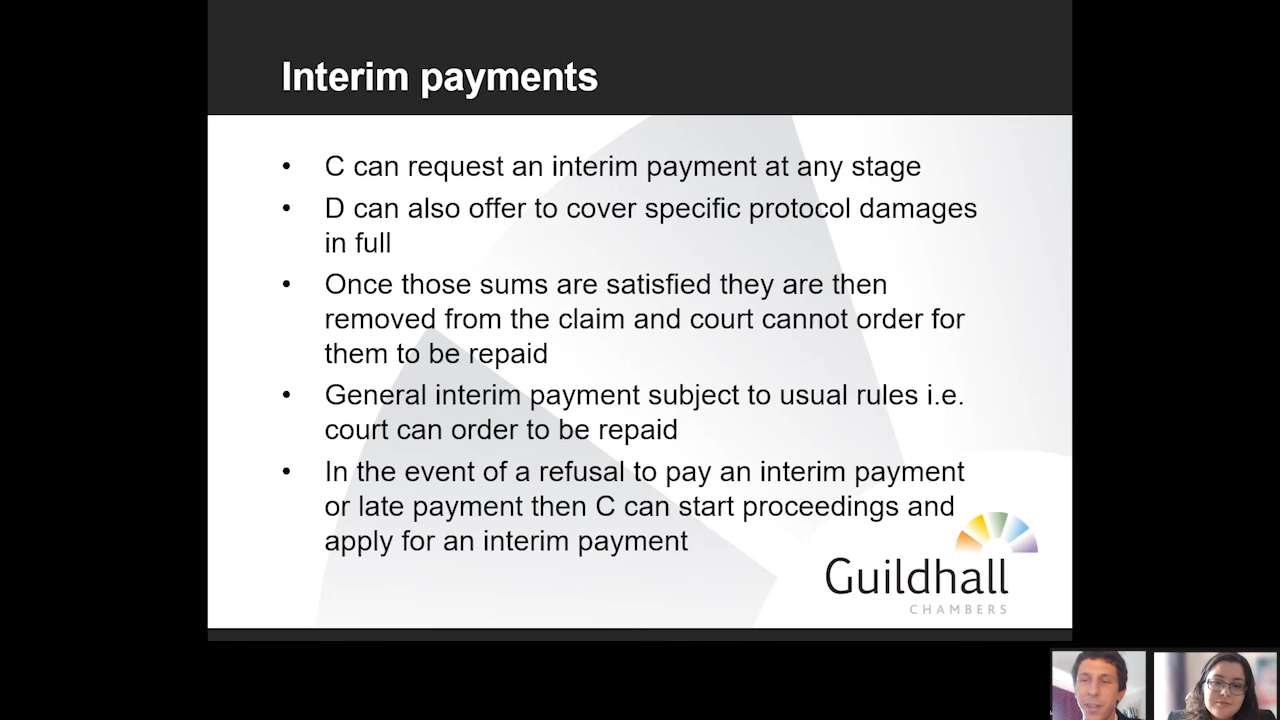 Interim payments
• C can request an interim payment at any stage
• D can also offer to cover specific protocol damages
in full
• Once those sums are satisfied they are then
removed from the claim and court cannot order for
them to be repaid
• General interim payment subject to usual rules i.e.
court can order to be repaid
• In the event of a refusal to pay an interim payment
or late payment then C can start proceedings and
apply for an interim payment
Guildhall
CHAMBERS